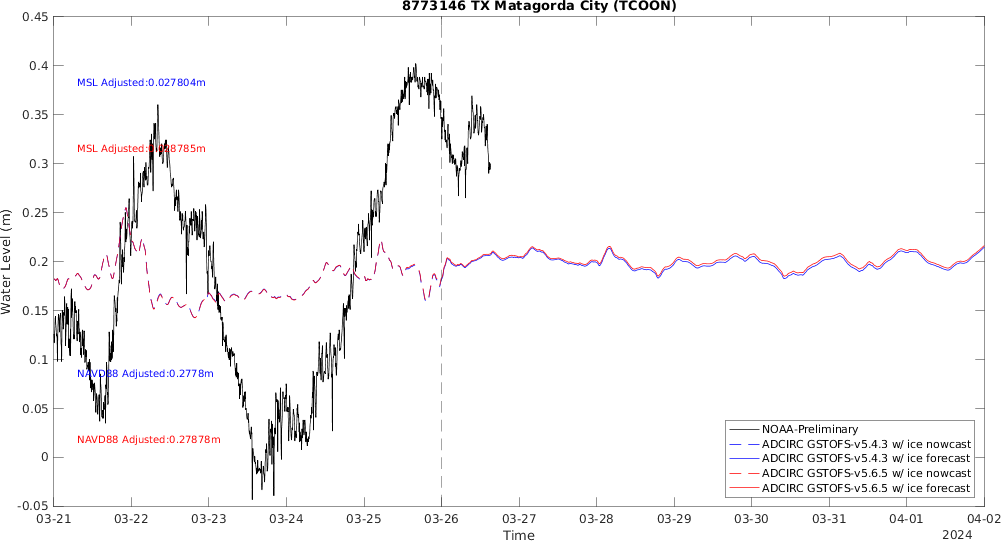 8773146 TX Matagorda City (TCOON)
0.45
0.4
0.35
0.3
0.25
0.2
0.15
0.1
0.05
0
-0.05
Water Level (m)
MSL Adjusted:0.027804m
MSL Adjusted:0.028785m
NAVD88 Adjusted:0.2778m
NAVD88 Adjusted:0.27878m
NOAA-Preliminary
ADCIRC GSTOFS-v5.4.3 w/ ice nowcast
ADCIRC GSTOFS-v5.4.3 w/ ice forecast
ADCIRC GSTOFS-v5.6.5 w/ ice nowcast
ADCIRC GSTOFS-v5.6.5 w/ ice forecast
03-21 03-22 03-23 03-24 03-25 03-26 03-27 03-28 03-29 03-30 03-31 04-01 04-02
Time
2024